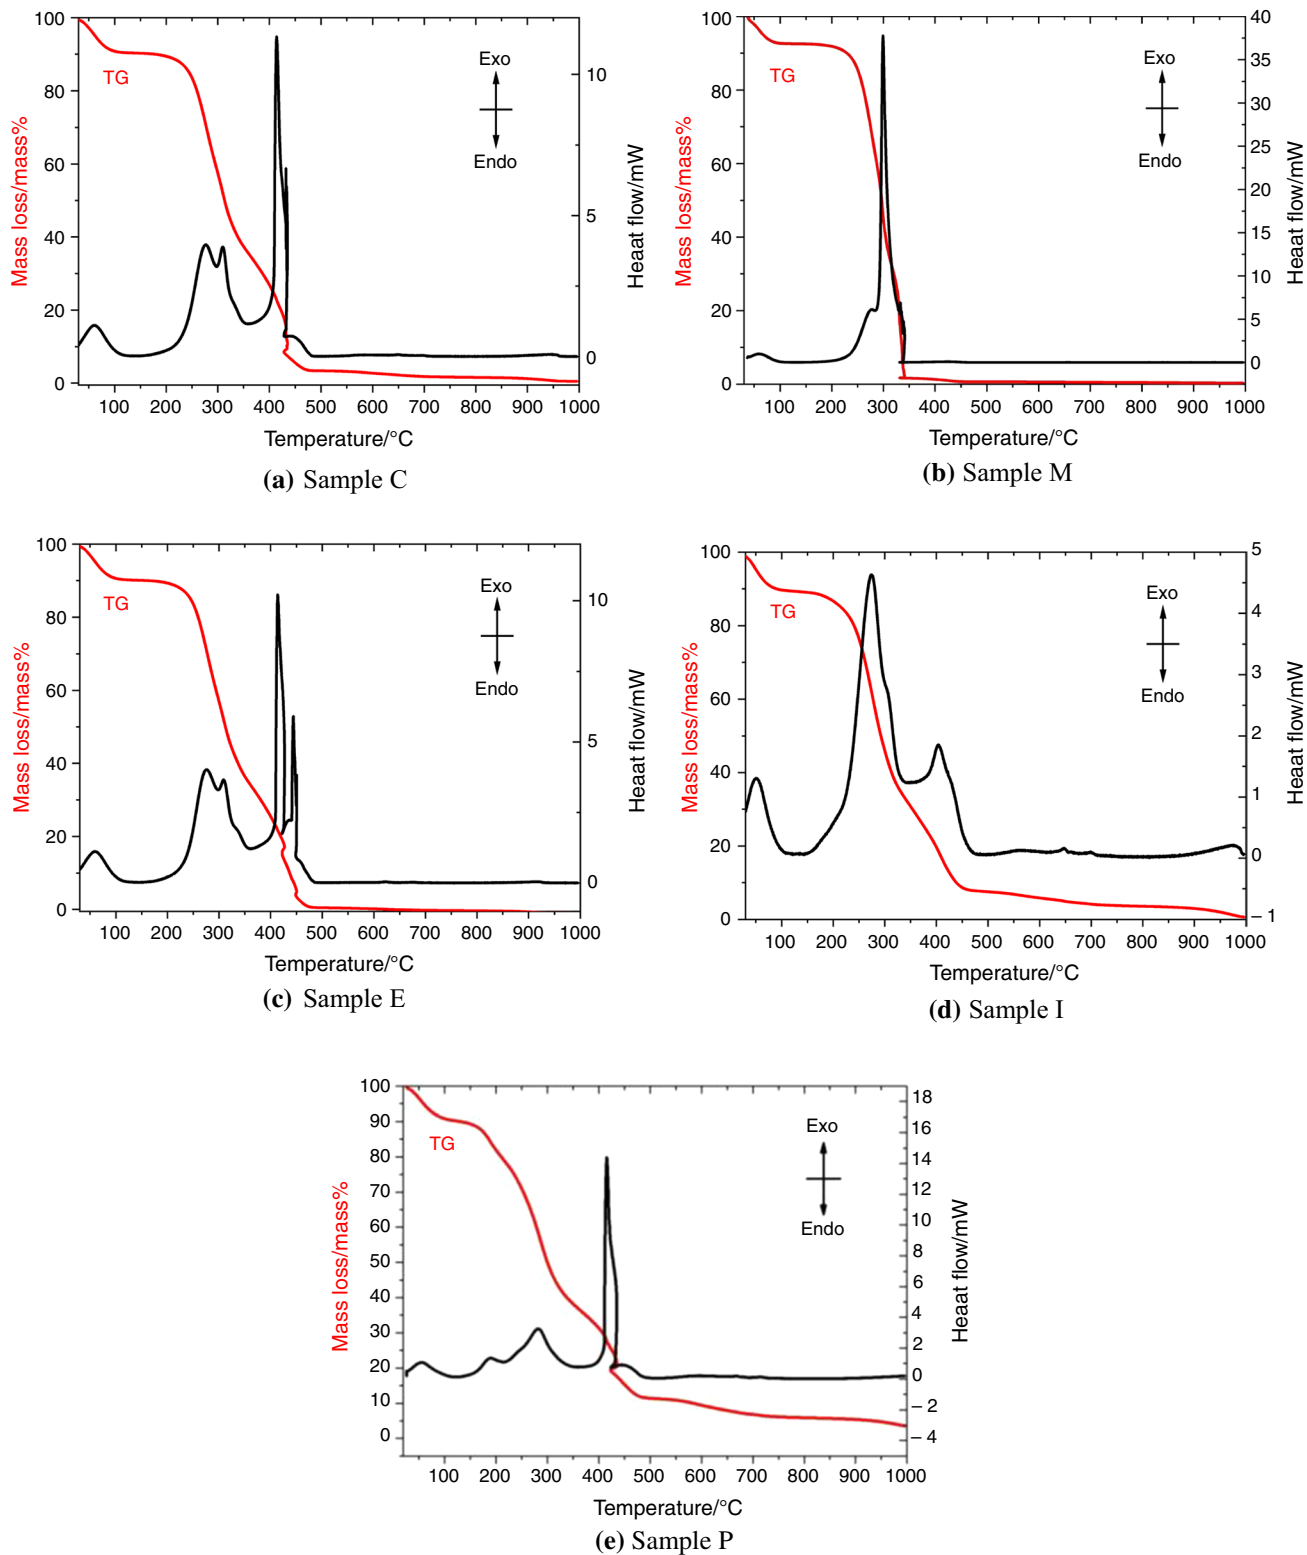 100
80
60
40
20
0
Mass loss/mass%
TG
Exo
Endo
10
5
0
Heaat flow/mW
100 200 300 400 500 600 700 800 900 1000
Temperature/°C
(a) Sample C
100
80
60
40
20
0
Mass loss/mass%
TG
Exo
Endo
40
35
30
25
20
15
10
5
0
Heaat flow/mW
100 200 300 400 500 600 700 800 900 1000
Temperature/°C
(b) Sample M
100
80
60
40
20
0
Mass loss/mass%
TG
Exo
Endo
10
5
0
Heaat flow/mW
100 200 300 400 500 600 700 800 900 1000
Temperature/°C
(c) Sample E
100
80
60
40
20
0
Mass loss/mass%
TG
Exo
Endo
5
4
3
2
1
0
−1
Heaat flow/mW
100 200 300 400 500 600 700 800 900 1000
Temperature/°C
(d) Sample I
100
90
80
70
60
50
40
30
20
10
0
Mass loss/mass%
TG
Exo
Endo
18
16
14
12
10
8
6
4
2
0
−2
−4
Heaat flow/mW
100 200 300 400 500 600 700 800 900 1000
Temperature/°C
(e) Sample P